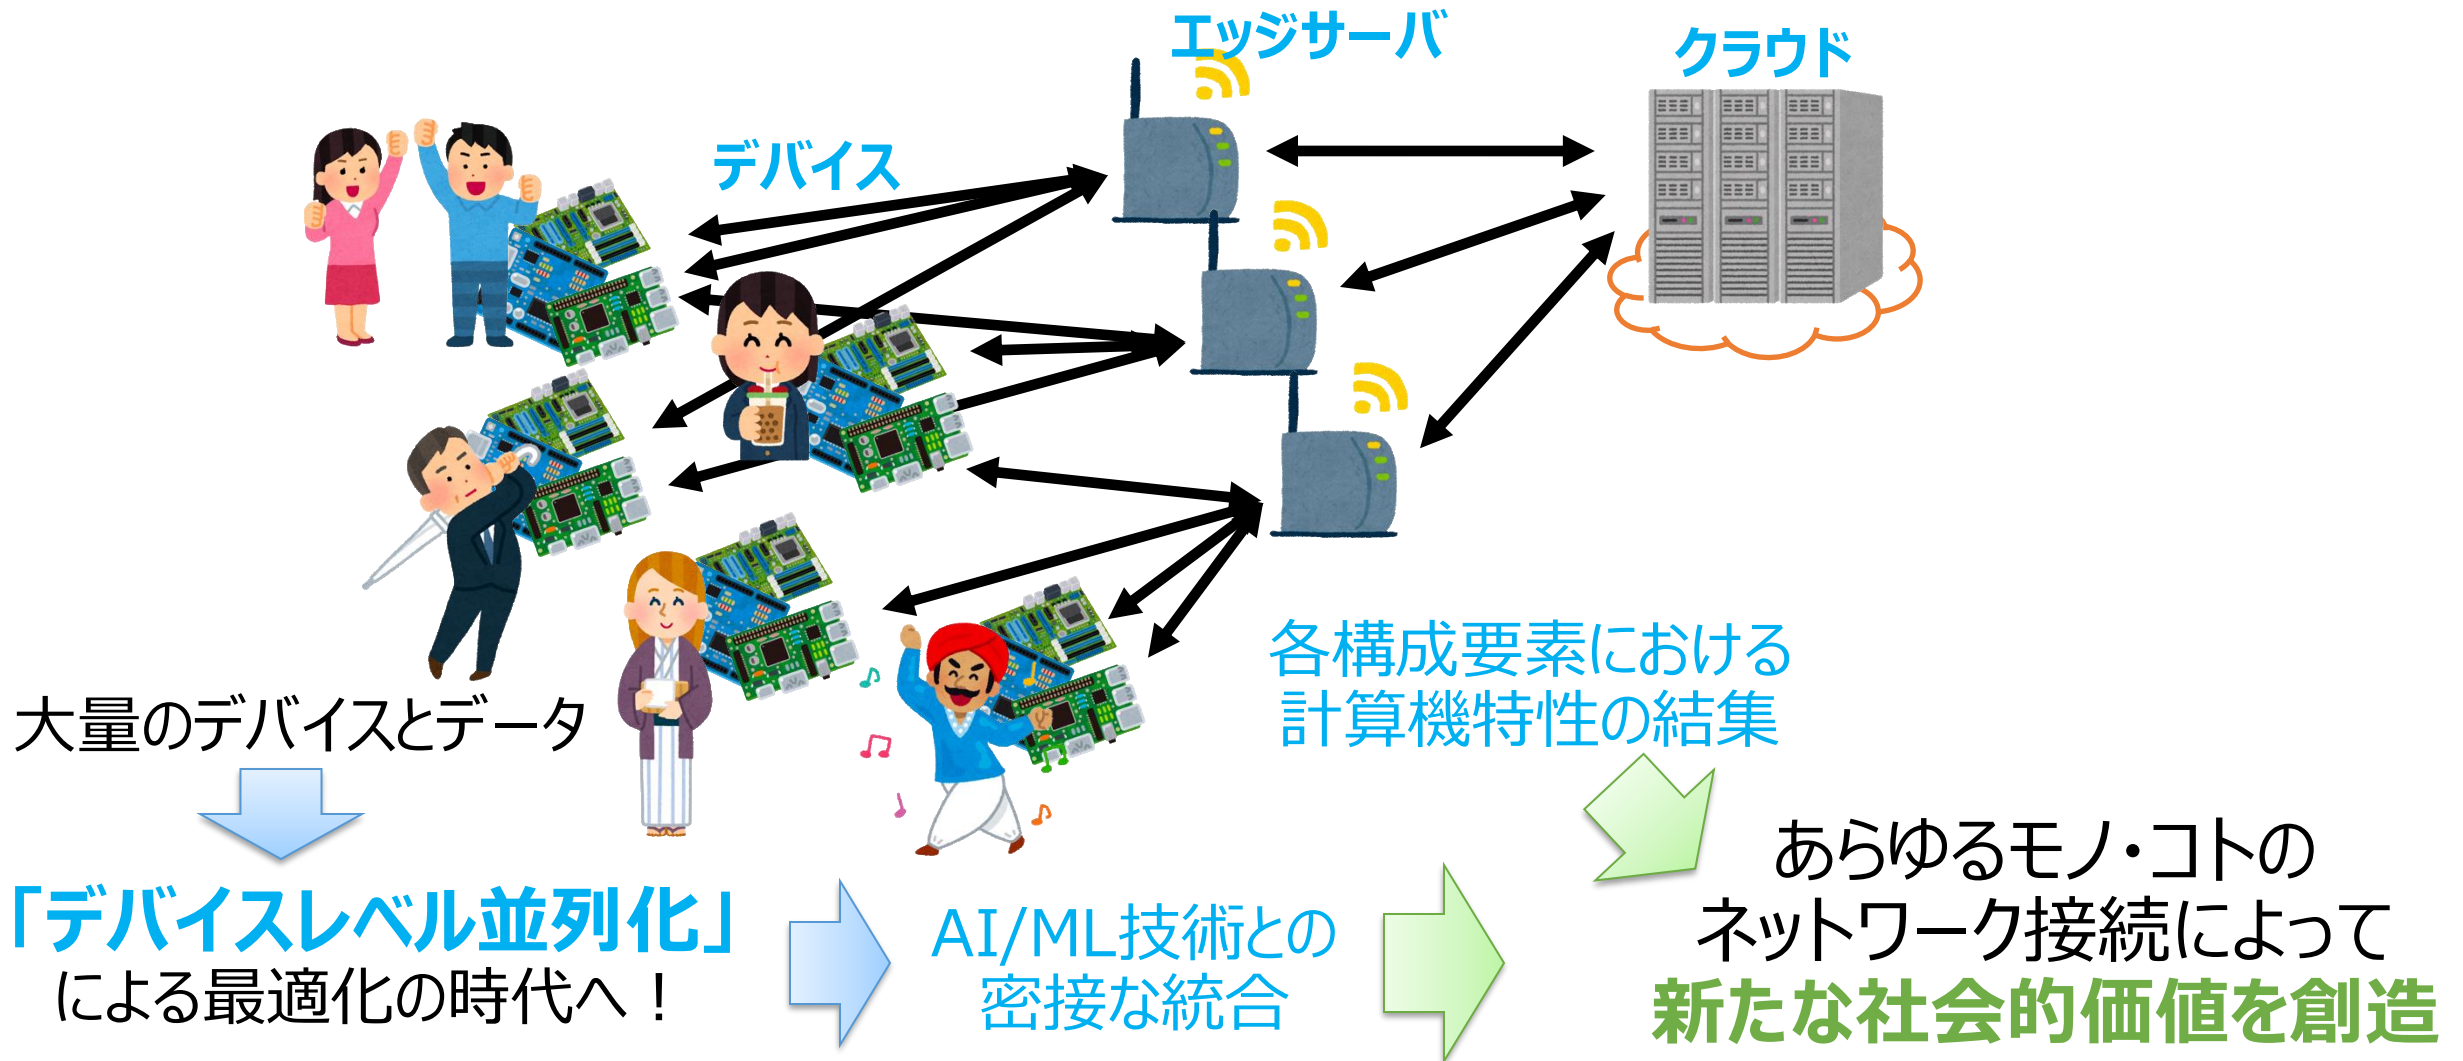 エッジサーバ
クラウド
デバイス
各構成要素における
計算機特性の結集
大量のデバイスとデータ
「デバイスレベル並列化」
による最適化の時代へ！
AI/ML技術との
密接な統合
あらゆるモノ・コトの
ネットワーク接続によって
新たな社会的価値を創造